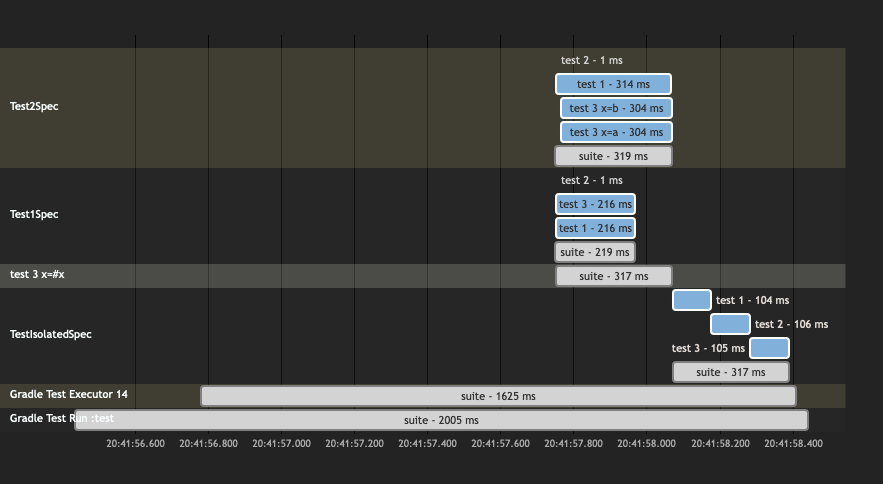 test 2 - 1 ms
test 1 - 314 ms
Test2Spec
test 3 x=b - 304 ms
test 3 x=a - 304 ms
suite - 319 ms
test 2 - 1 ms
Test1Spec
test 3 - 216 ms
test 1 - 216 ms
suite - 219 ms
test 3 x=#x
suite - 317 ms
test 1 - 104 ms
TestIsolatedSpec
test 2 - 106 ms
test 3 - 105 ms
suite - 317 ms
Gradle Test Executor 14
suite - 1625 ms
Gradle Test Run :test
suite - 2005 ms
20:41:56.600 20:41:56.800 20:41:57.000 20:41:57.200 20:41:57.400 20:41:57.600 20:41:57.800 20:41:58.000 20:41:58.200 20:41:58.400